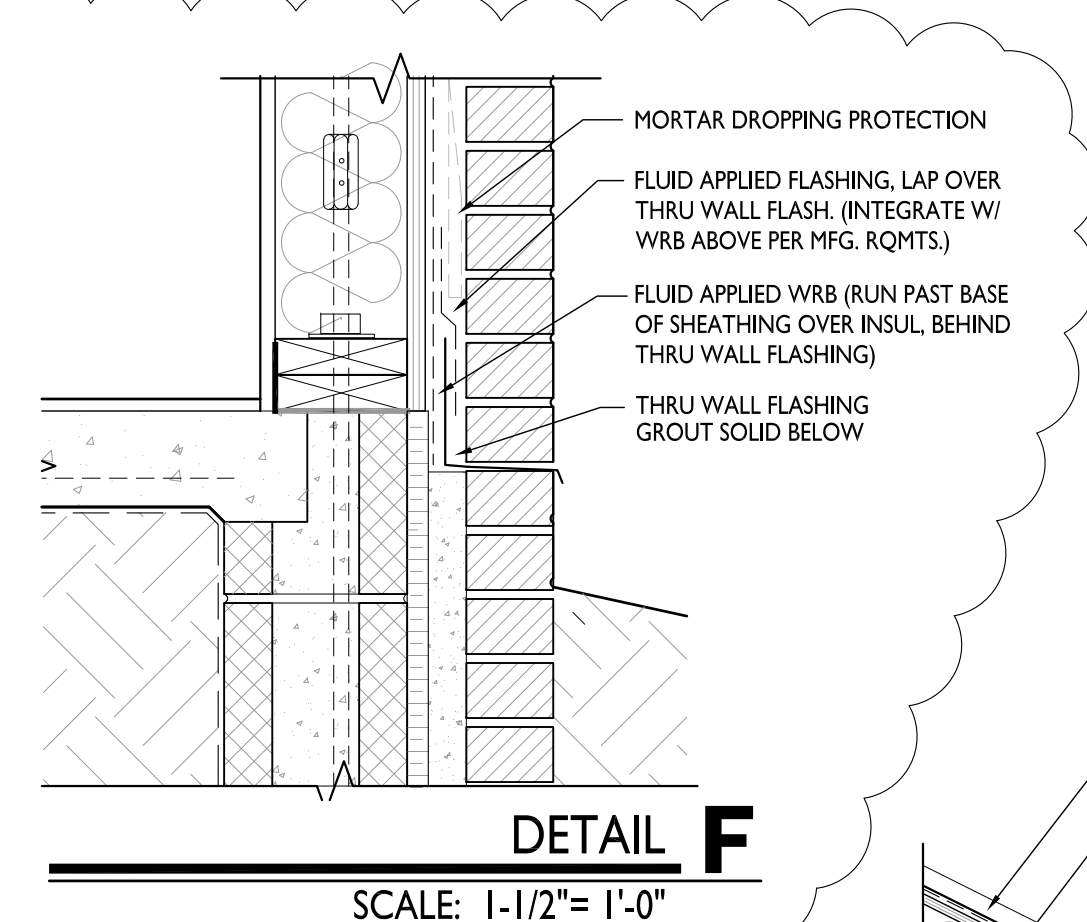 MORTAR DROPPING PROTECTION
FLUID APPLIED FLASHING, LAP OVER
THRU WALL FLASH. (INTEGRATE W/
WRB ABOVE PER MFG. RQMTS.)
FLUID APPLIED WRB (RUN PAST BASE
OF SHEATHING OVER INSUL, BEHIND
THRU WALL FLASHING)
THRU WALL FLASHING
GROUT SOLID BELOW
DETAIL F
SCALE: 1-1/2"= 1'-0"